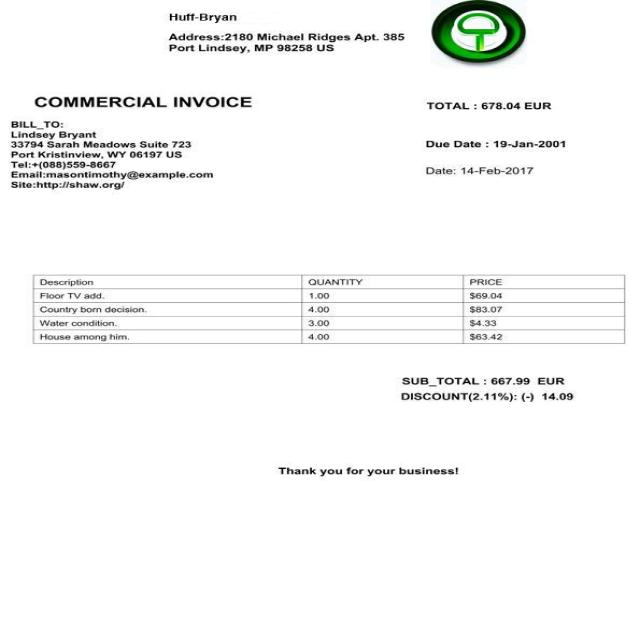 Huff-Bryan
Address:2180 Michael Ridges Apt. 385
Port Lindsey, MP 98258 US
COMMERCIAL INVOICE
TOTAL : 678.04 EUR
BILL_TO:
Lindsey Bryant
33794 Sarah Meadows Suite 723
Port Kristinview, WY 06197 US
Tel:+(088)559-8667
Email:masontimothy@example.com
Site:http://shaw.org/
Due Date : 19-Jan-2001
Date: 14-Feb-2017
Description QUANTITY PRICE
Floor TV add. 1.00 $69.04
Country born decision. 4.00 $83.07
Water condition. 3.00 $4.33
House among him. 4.00 $63.42
SUB_TOTAL : 667.99 EUR
DISCOUNT(2.11%): (-) 14.09
Thank you for your business!